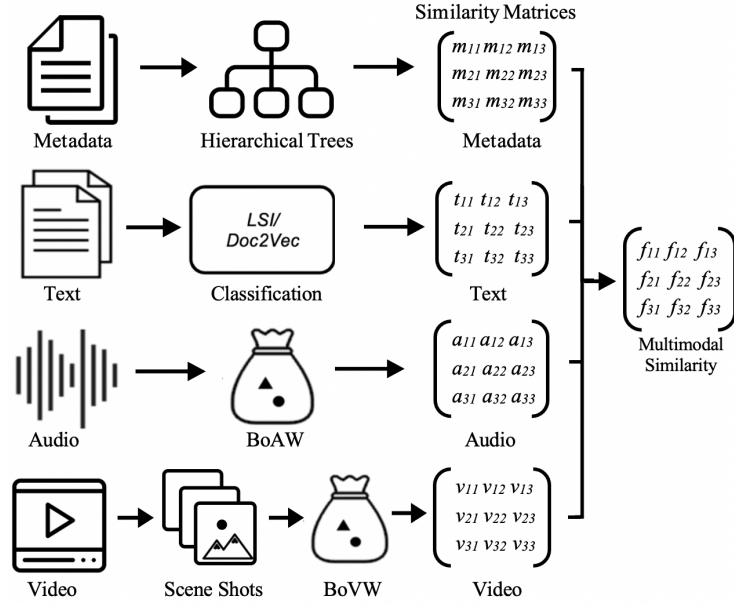 Similarity Matrices
m11 m12 m13
m21 m22 m23
m31 m32 m33
Metadata
Hierarchical Trees
Metadata
LSI/
Doc2Vec
t11 t12 t13
t21 t22 t23
t31 t32 t33
Text
Classification
Text
f11 f12 f13
f21 f22 f23
f31 f32 f33
Multimodal
Similarity
a11 a12 a13
a21 a22 a23
a31 a32 a33
Audio
BoAW
Audio
v11 v12 v13
v21 v22 v23
v31 v32 v33
Video
Scene Shots
BoVW
Video